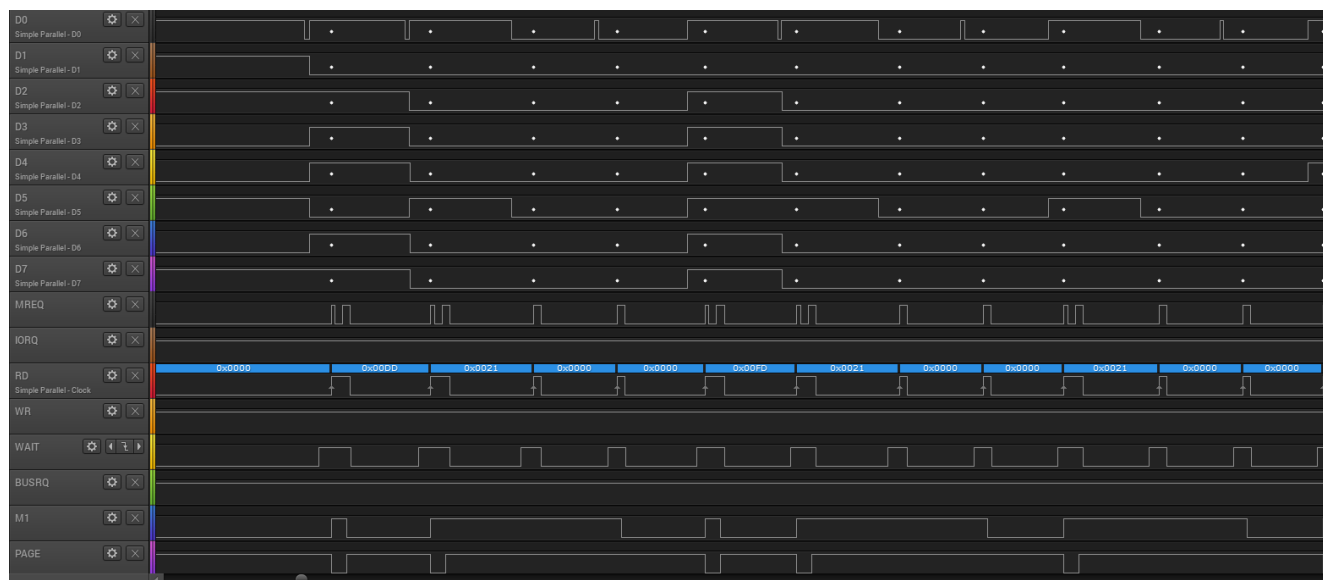 D0
Simple Parallel - D0
D1
Simple Parallel - D1
D2
Simple Parallel - D2
D3
Simple Parallel - D3
D4
Simple Parallel - D4
D5
Simple Parallel - D5
D6
Simple Parallel - D6
D7
Simple Parallel - D7
MREQ
IORQ
0x0000 0x00DD 0x0021 0x0000 0x0000 0x00FD 0x0021 0x0000 0x0000 0x0021 0x0000 0x0000
RD
Simple Parallel - Clock
WR
WAIT
BUSRQ
M1
PAGE